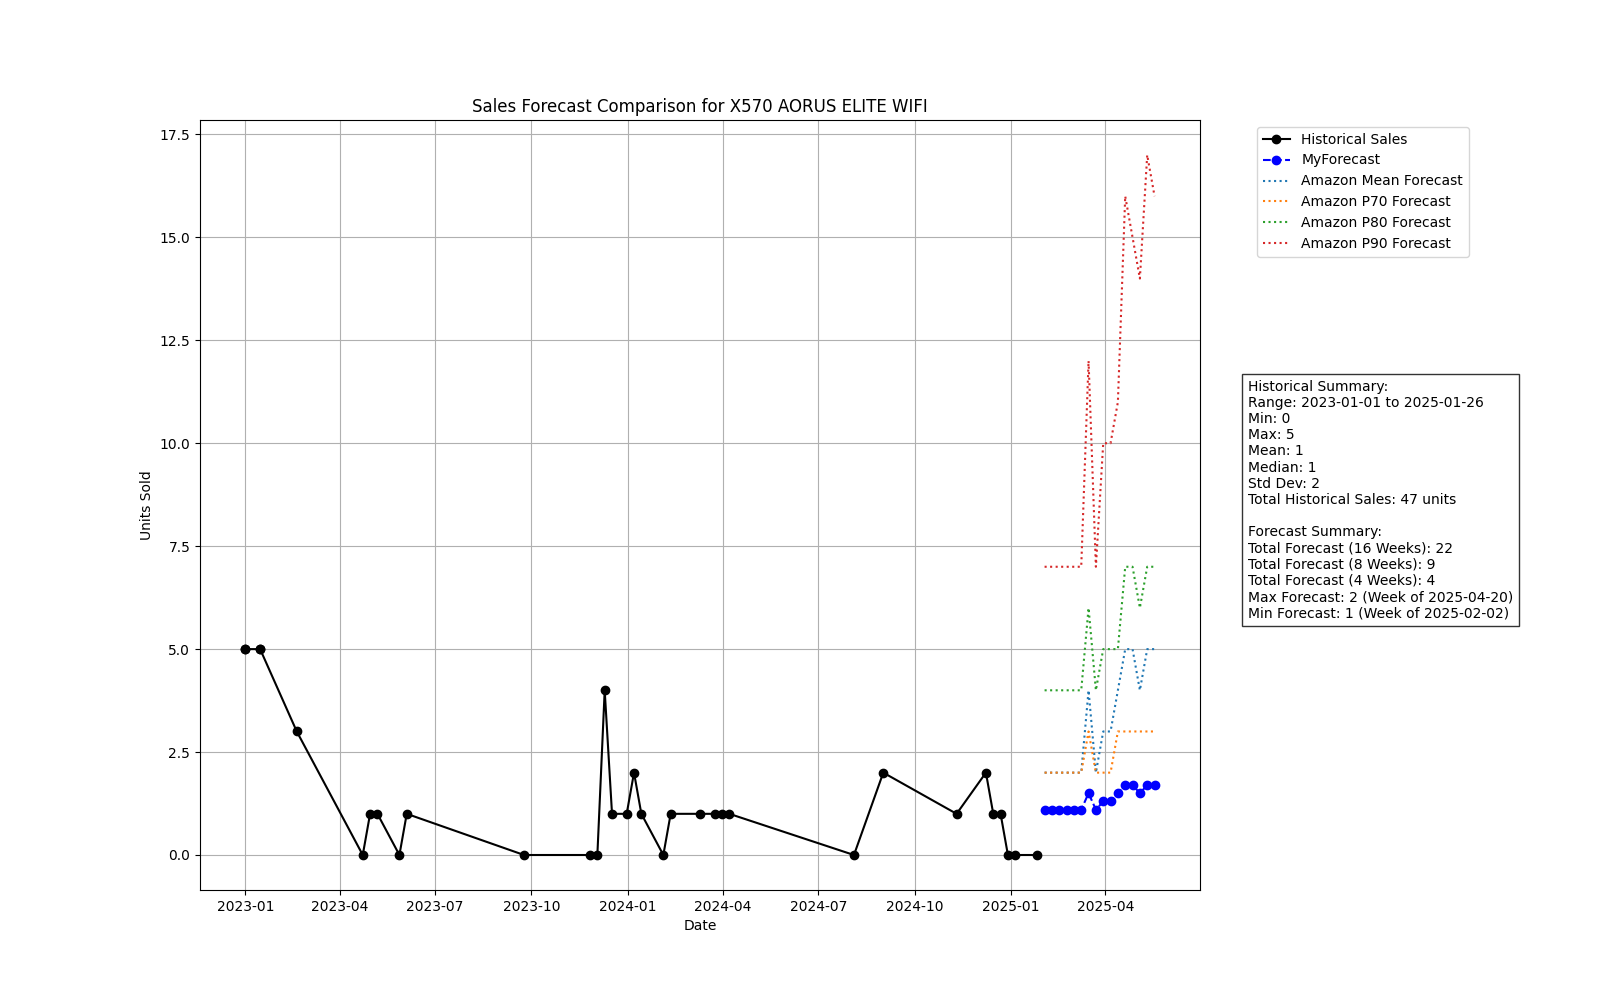 Sales Forecast Comparison for X570 AORUS ELITE WIFI
17.5
15.0
12.5
10.0
7.5
5.0
2.5
0.0
Units Sold
2023-01 2023-04 2023-07 2023-10 2024-01 2024-04 2024-07 2024-10 2025-01 2025-04
Date
Historical Sales
MyForecast
Amazon Mean Forecast
Amazon P70 Forecast
Amazon P80 Forecast
Amazon P90 Forecast
Historical Summary:
Range: 2023-01-01 to 2025-01-26
Min: 0
Max: 5
Mean: 1
Median: 1
Std Dev: 2
Total Historical Sales: 47 units
Forecast Summary:
Total Forecast (16 Weeks): 22
Total Forecast (8 Weeks): 9
Total Forecast (4 Weeks): 4
Max Forecast: 2 (Week of 2025-04-20)
Min Forecast: 1 (Week of 2025-02-02)